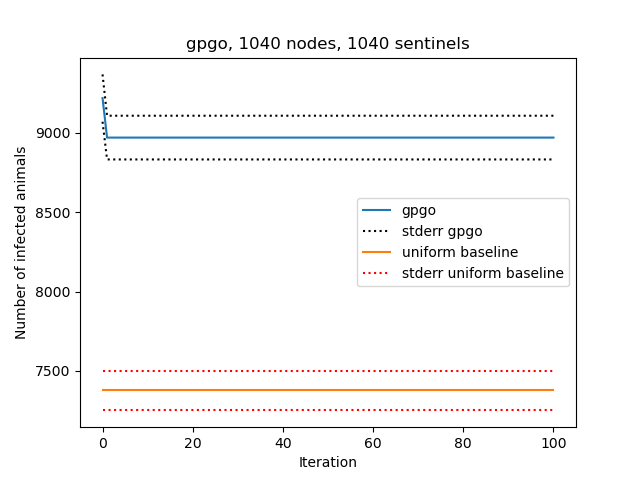 gpgo, 1040 nodes, 1040 sentinels
Number of infected animals
9000
8500
8000
7500
gpgo
stderr gpgo
uniform baseline
stderr uniform baseline
0
20
40
60
80
100
Iteration